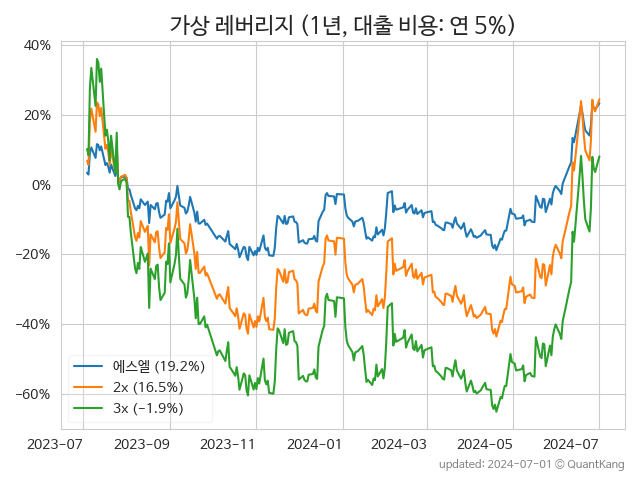 가상 레버리지 (1년, 대출 비용: 연 5%)
40%
20%
0%
−20%
−40%
−60%
에스엘 (19.2%)
2x (16.5%)
3x (−1.9%)
2023-07
2023-09
2023-11
2024-01
2024-03
2024-05
2024-07
updated: 2024-07-01 © QuantKang